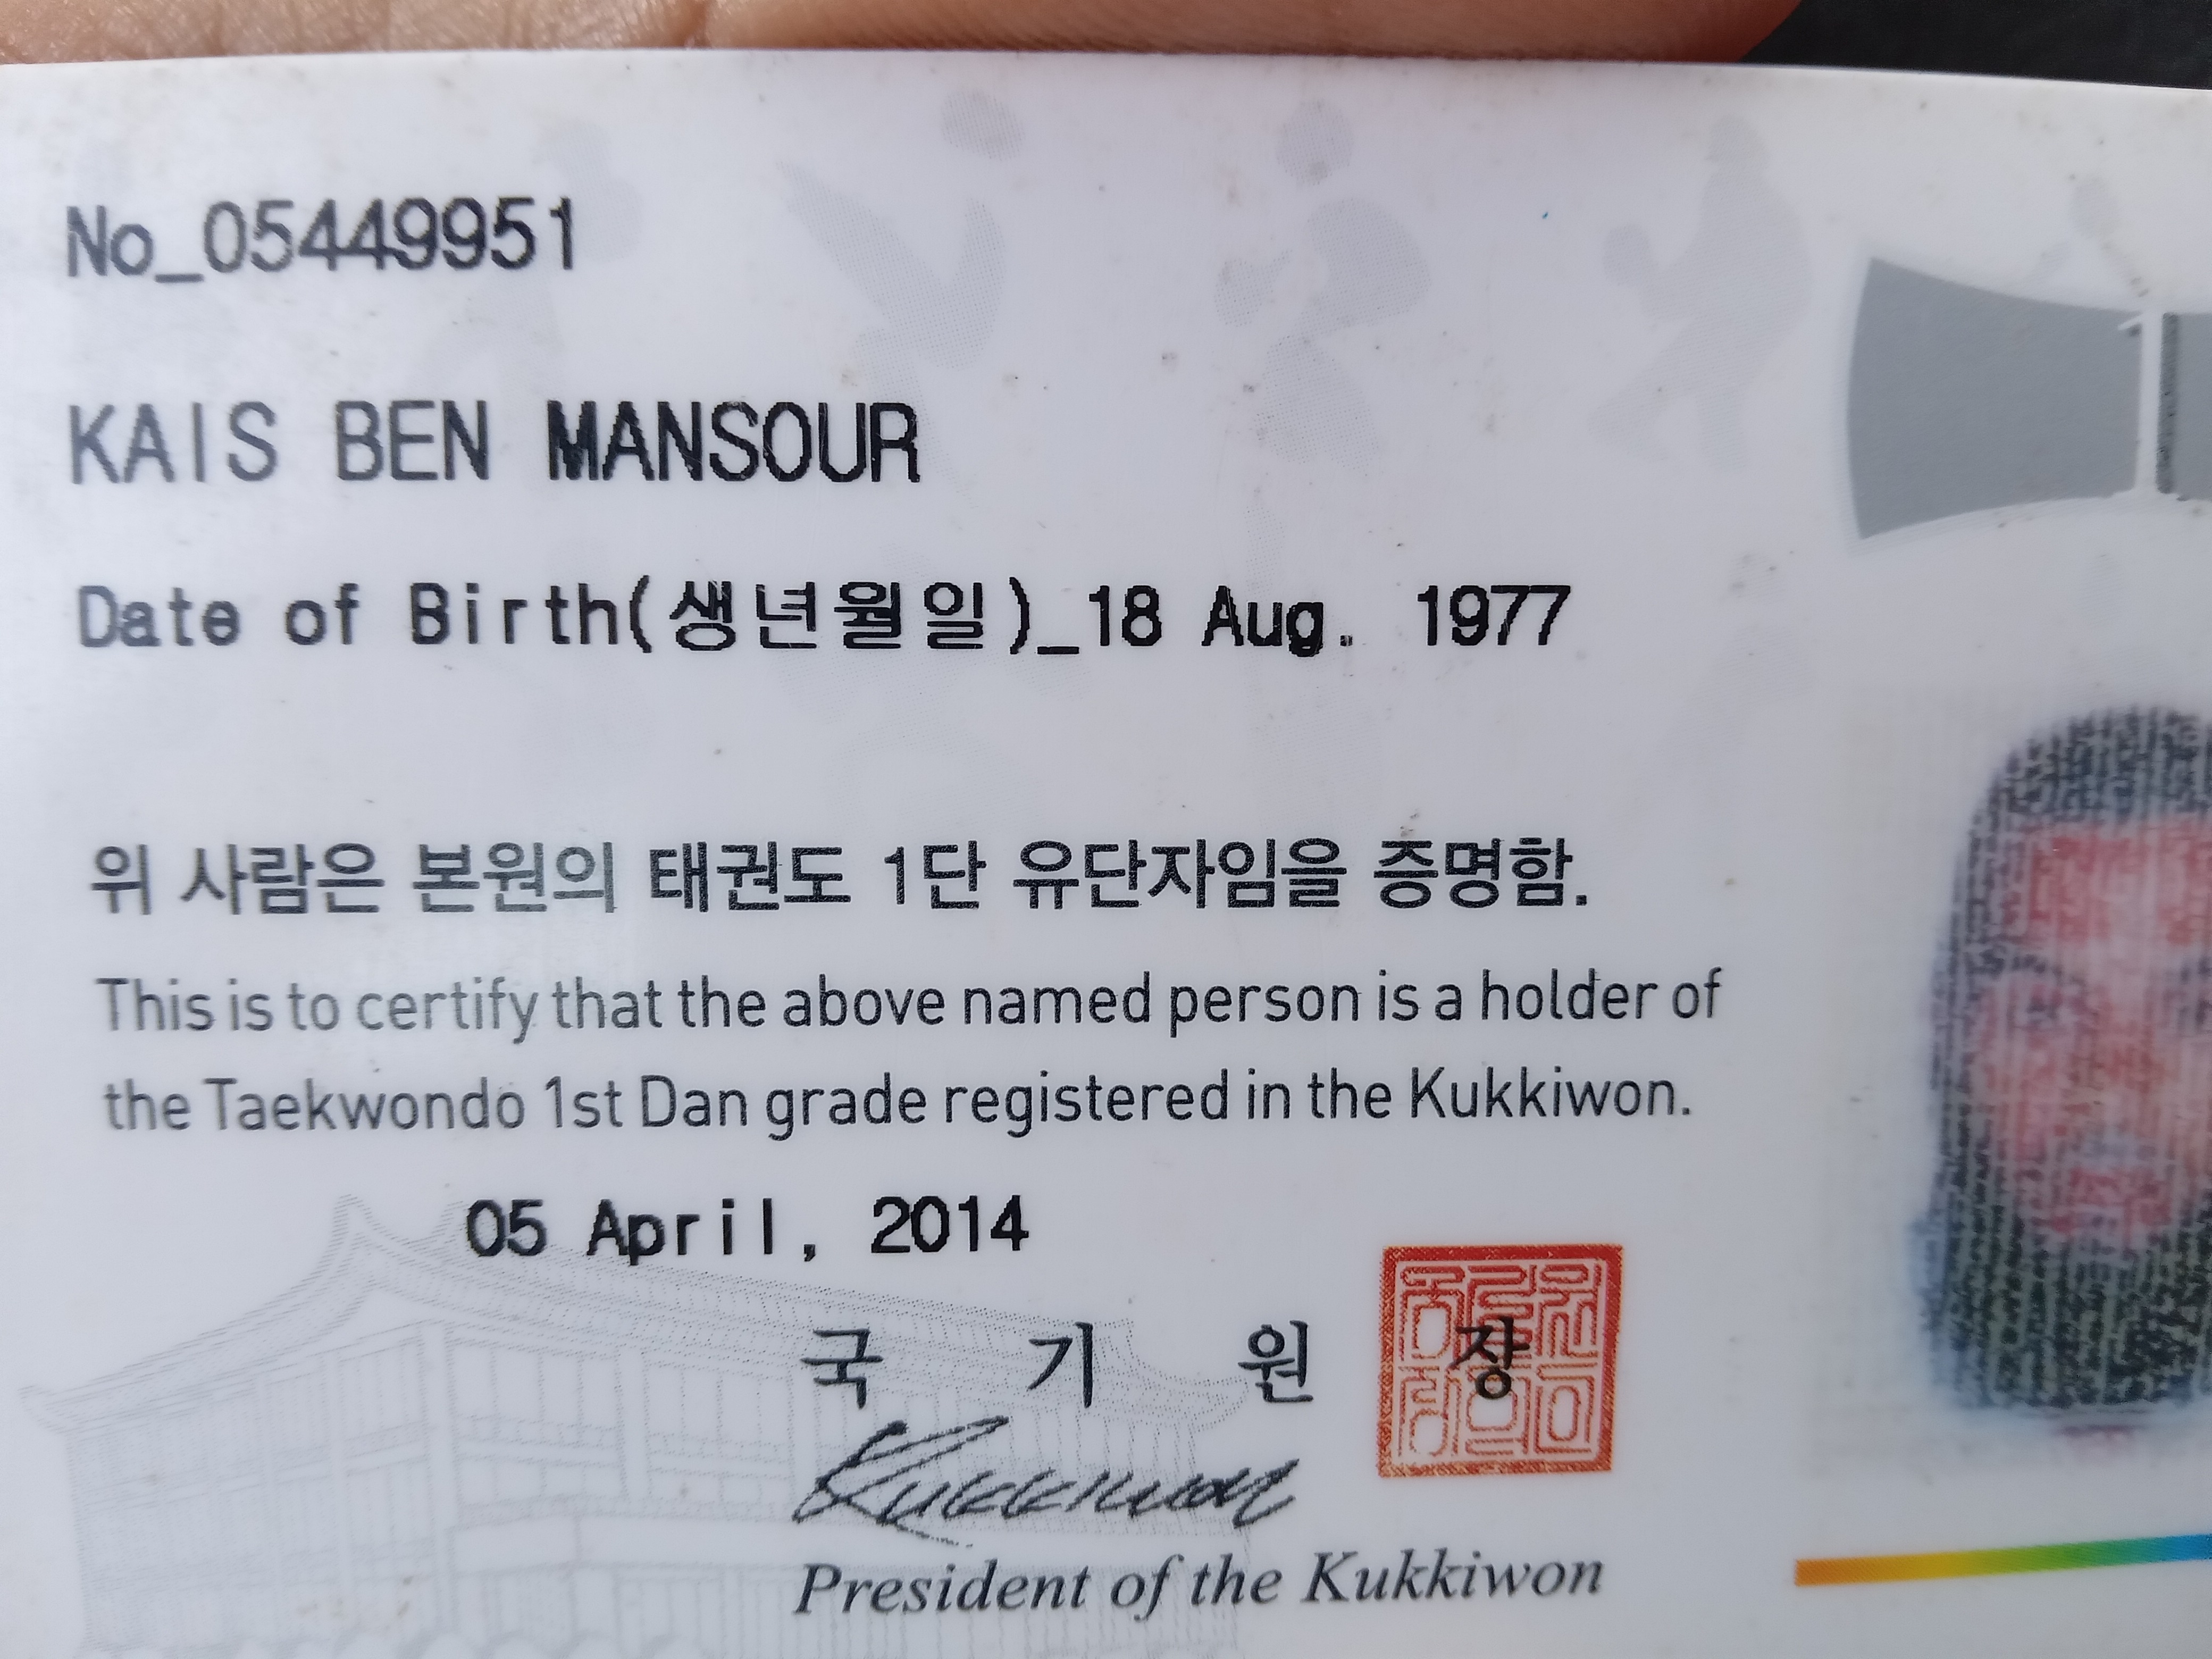 No_05449951
KAIS BEN MANSOUR
Date of Birth(생년월일)_18 Aug. 1977
위 사람은 본원의 태권도 1단 유단자임을 증명함.
This is to certify that the above named person is a holder of
the Taekwondo 1st Dan grade registered in the Kukkiwon.
05 April, 2014
국 기 원 장
Kukkiwon
President of the Kukkiwon